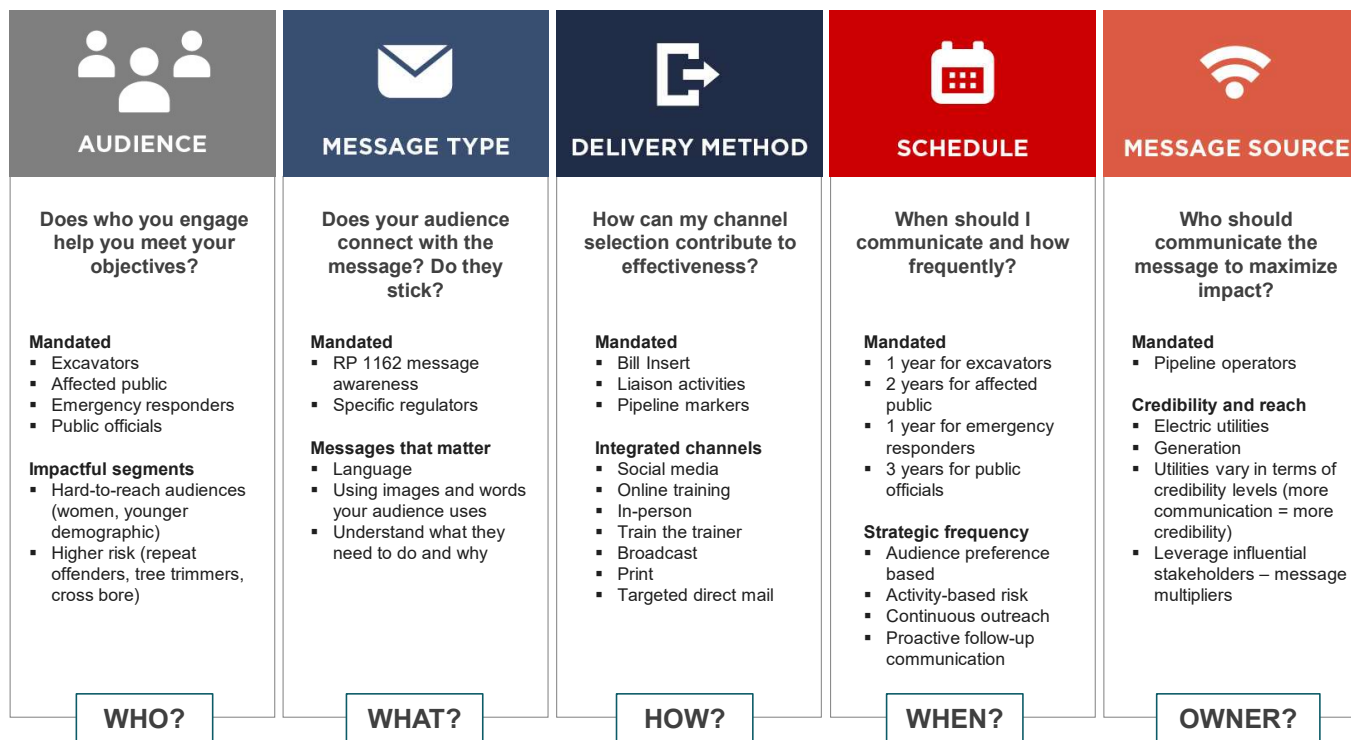 AUDIENCE
Does who you engage
help you meet your
objectives?
Mandated
▪ Excavators
▪ Affected public
▪ Emergency responders
▪ Public officials
Impactful segments
▪ Hard-to-reach audiences
(women, younger
demographic)
▪ Higher risk (repeat
offenders, tree trimmers,
cross bore)
WHO?
MESSAGE TYPE
Does your audience
connect with the
message? Do they
stick?
Mandated
▪ RP 1162 message
awareness
▪ Specific regulators
Messages that matter
▪ Language
▪ Using images and words
your audience uses
▪ Understand what they
need to do and why
WHAT?
DELIVERY METHOD
How can my channel
selection contribute to
effectiveness?
Mandated
▪ Bill Insert
▪ Liaison activities
▪ Pipeline markers
Integrated channels
▪ Social media
▪ Online training
▪ In-person
▪ Train the trainer
▪ Broadcast
▪ Print
▪ Targeted direct mail
HOW?
SCHEDULE
When should I
communicate and how
frequently?
Mandated
▪ 1 year for excavators
▪ 2 years for affected
public
▪ 1 year for emergency
responders
▪ 3 years for public
officials
Strategic frequency
▪ Audience preference
based
▪ Activity-based risk
▪ Continuous outreach
▪ Proactive follow-up
communication
WHEN?
MESSAGE SOURCE
Who should
communicate the
message to maximize
impact?
Mandated
▪ Pipeline operators
Credibility and reach
▪ Electric utilities
▪ Generation
▪ Utilities vary in terms of
credibility levels (more
communication = more
credibility)
▪ Leverage influential
stakeholders – message
multipliers
OWNER?